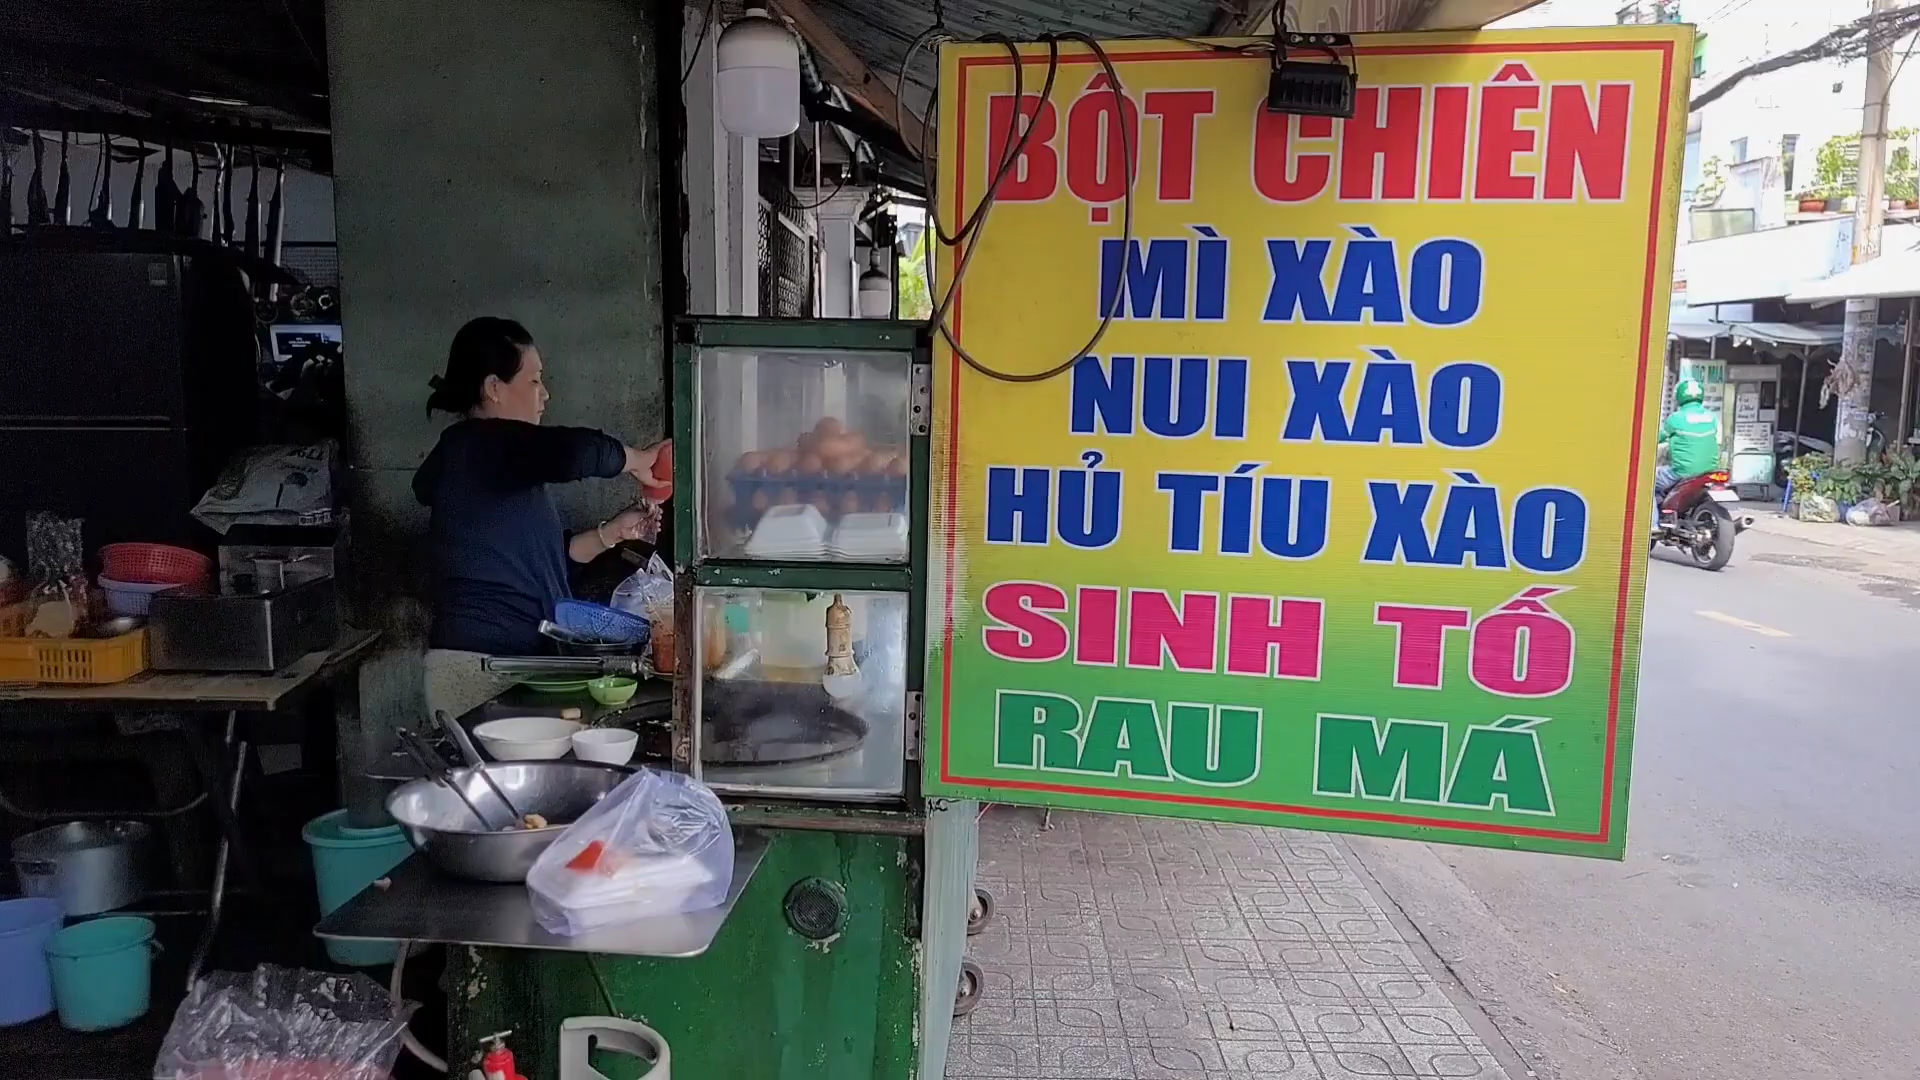 BỘT CHIÊN
MÌ XÀO
NUI XÀO
HỦ TÍU XÀO
SINH TỐ
RAU MÁ